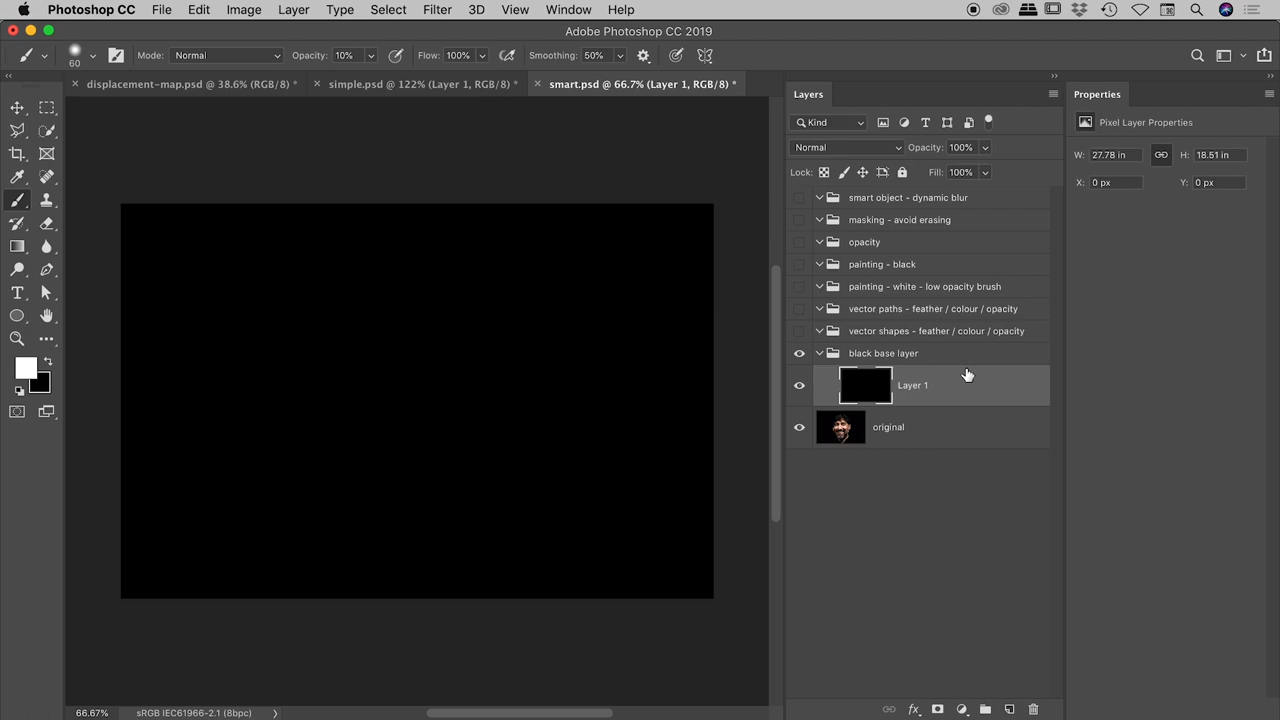 Photoshop CC File Edit Image Layer Type Select Filter 3D View Window Help
Adobe Photoshop CC 2019
60 Mode: Normal Opacity: 10% Flow: 100% Smoothing: 50%
displacement-map.psd @ 38.6% (RGB/8) * simple.psd @ 122% (Layer 1, RGB/8) * smart.psd @ 66.7% (Layer 1, RGB/8) *
Layers
Properties
Kind
Pixel Layer Properties
Normal Opacity: 100%
W: 27.78 in H: 18.51 in
Lock: Fill: 100%
X: 0 px Y: 0 px
smart object - dynamic blur
masking - avoid erasing
opacity
painting - black
painting - white - low opacity brush
vector paths - feather / colour / opacity
vector shapes - feather / colour / opacity
black base layer
Layer 1
original
66.67% sRGB IEC61966-2.1 (8bpc)